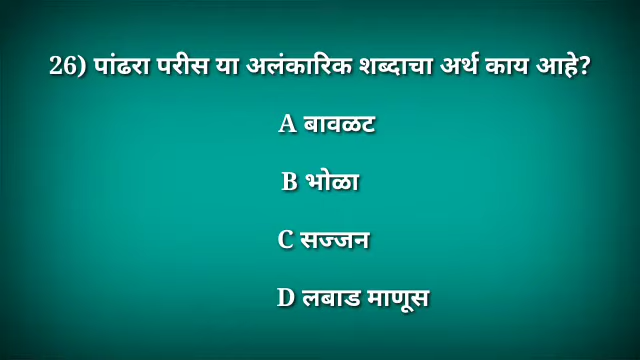 26) पांढरा परीस या अलंकारिक शब्दाचा अर्थ काय आहे?
A बावळट
B भोळा
C सज्जन
D लबाड माणूस